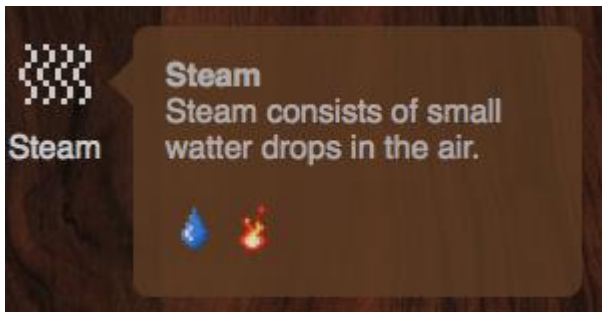 Steam
Steam
Steam consists of small
watter drops in the air.